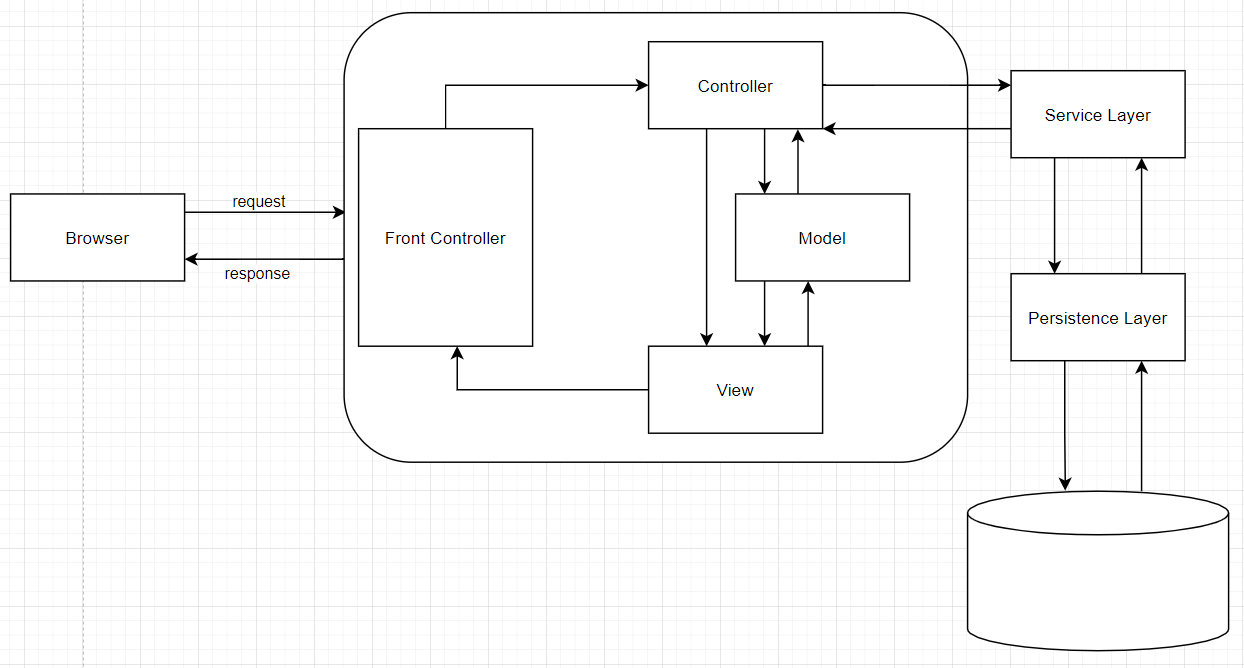 Controller
Service Layer
request
Browser
Front Controller
Model
response
Persistence Layer
View